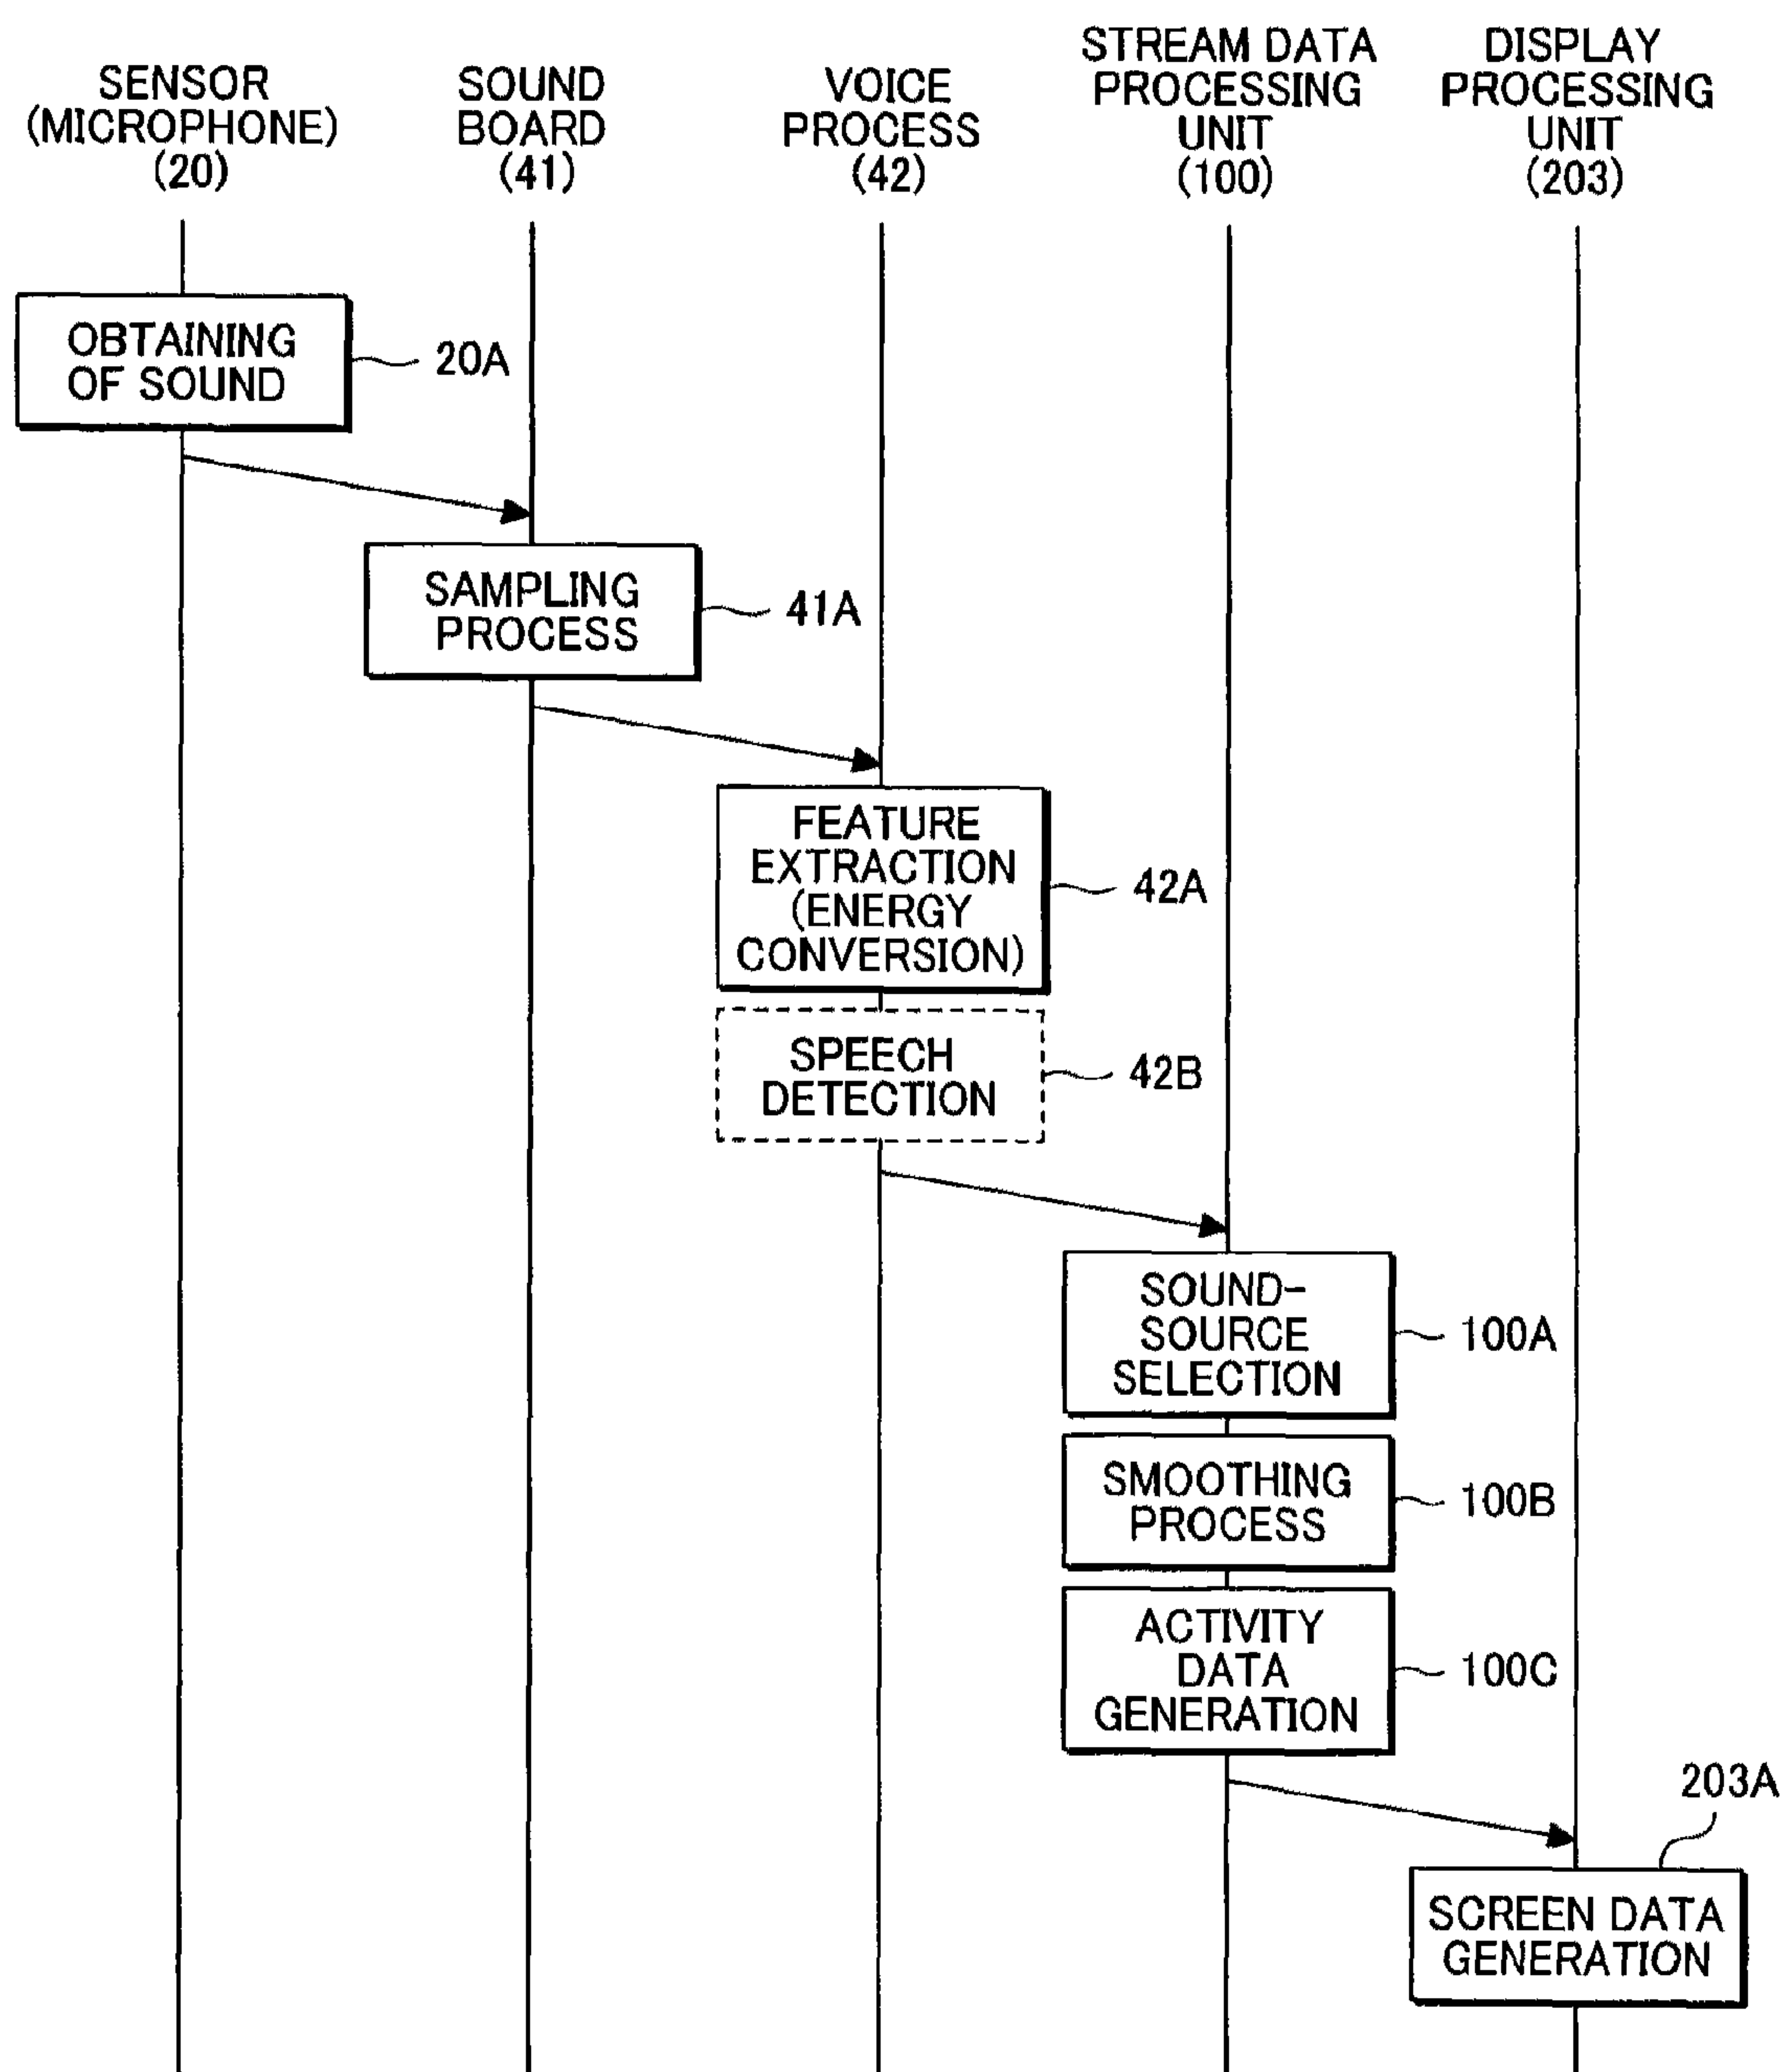 SENSOR
(MICROPHONE)
(20)
SOUND
BOARD
(41)
VOICE
PROCESS
(42)
STREAM DATA
PROCESSING
UNIT
(100)
DISPLAY
PROCESSING
UNIT
(203)
OBTAINING
OF SOUND
20A
SAMPLING
PROCESS
41A
FEATURE
EXTRACTION
(ENERGY
CONVERSION)
42A
SPEECH
DETECTION
42B
SOUND-
SOURCE
SELECTION
100A
SMOOTHING
PROCESS
100B
ACTIVITY
DATA
GENERATION
100C
203A
SCREEN DATA
GENERATION